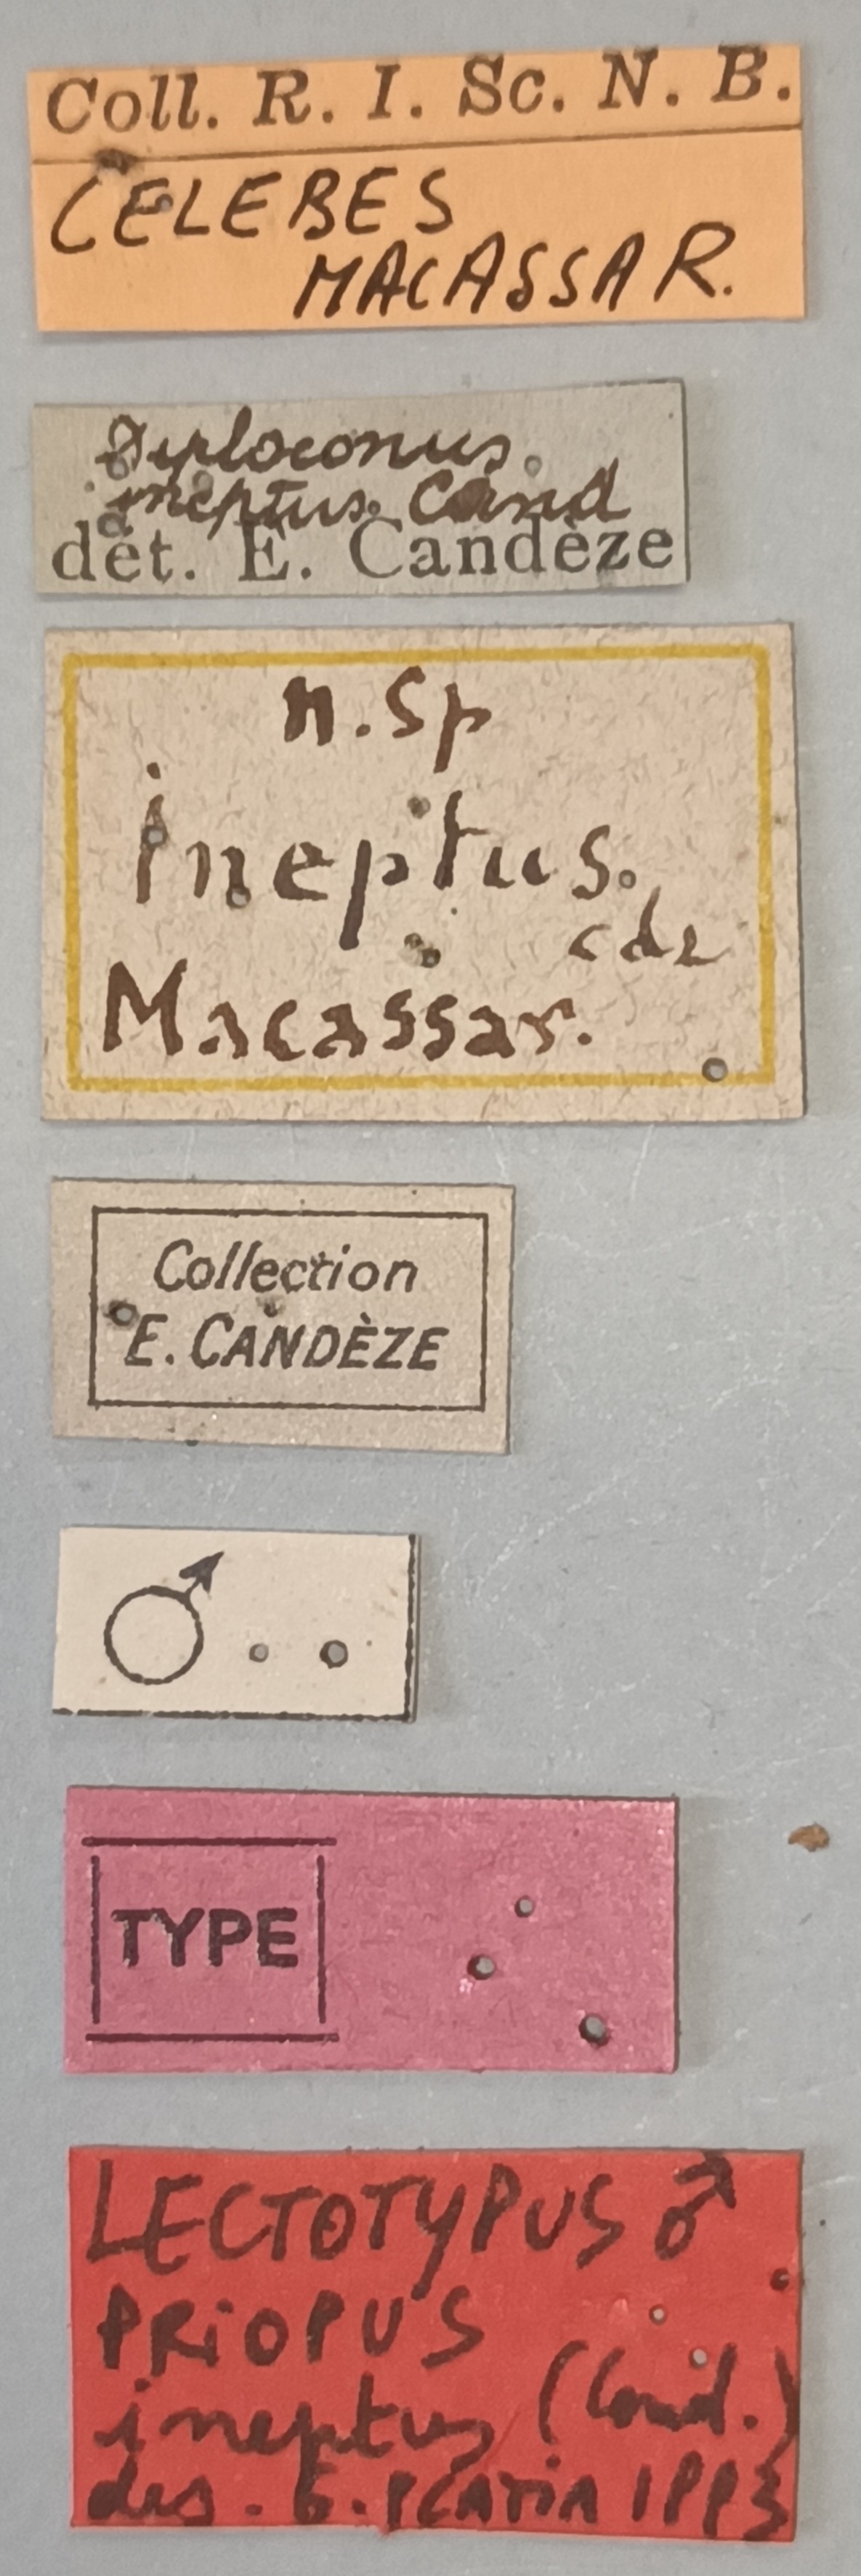 Coll. R. I. Sc. N. B.
CELEBES
MACASSAR.
Diploconus
ineptus Cand
dét. E. Candèze
n. sp
ineptus.
cdz
Macassar.
Collection
E. CANDÈZE
♂
TYPE
LECTOTYPUS ♂
PRIOPUS
ineptus (Cand.)
des. G. PLATIA 1993